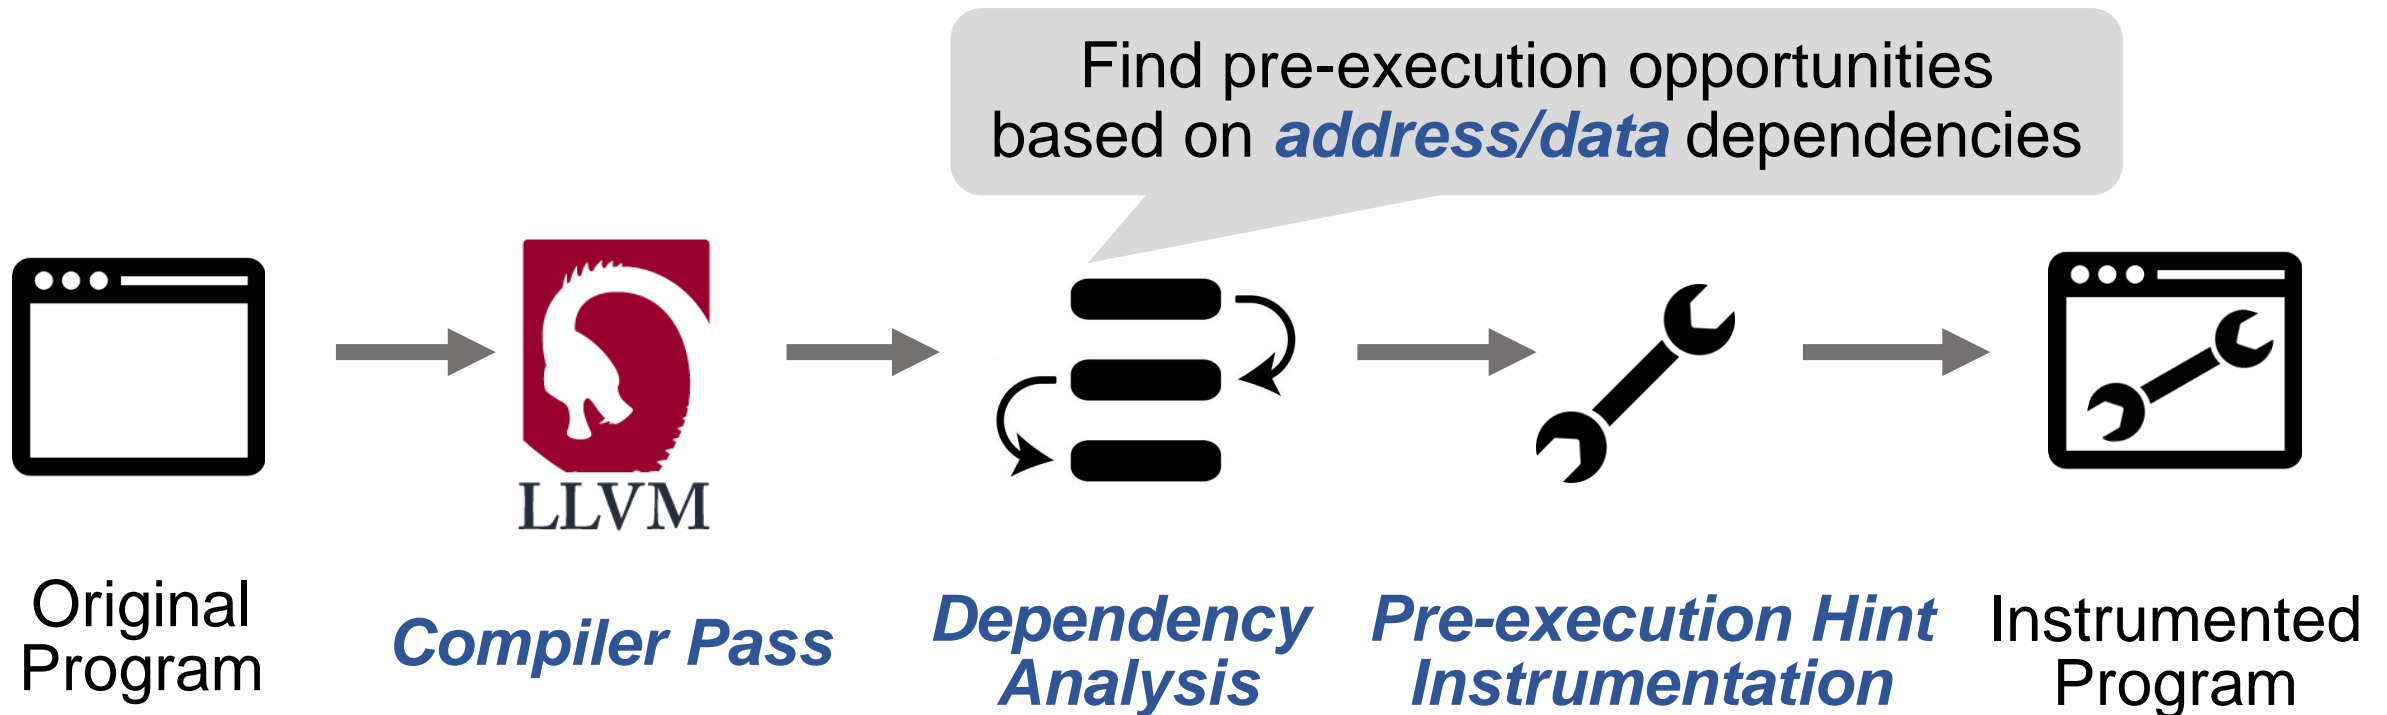 Find pre-execution opportunities
based on address/data dependencies
LLVM
Original
Program
Compiler Pass
Dependency
Analysis
Pre-execution Hint
Instrumentation
Instrumented
Program